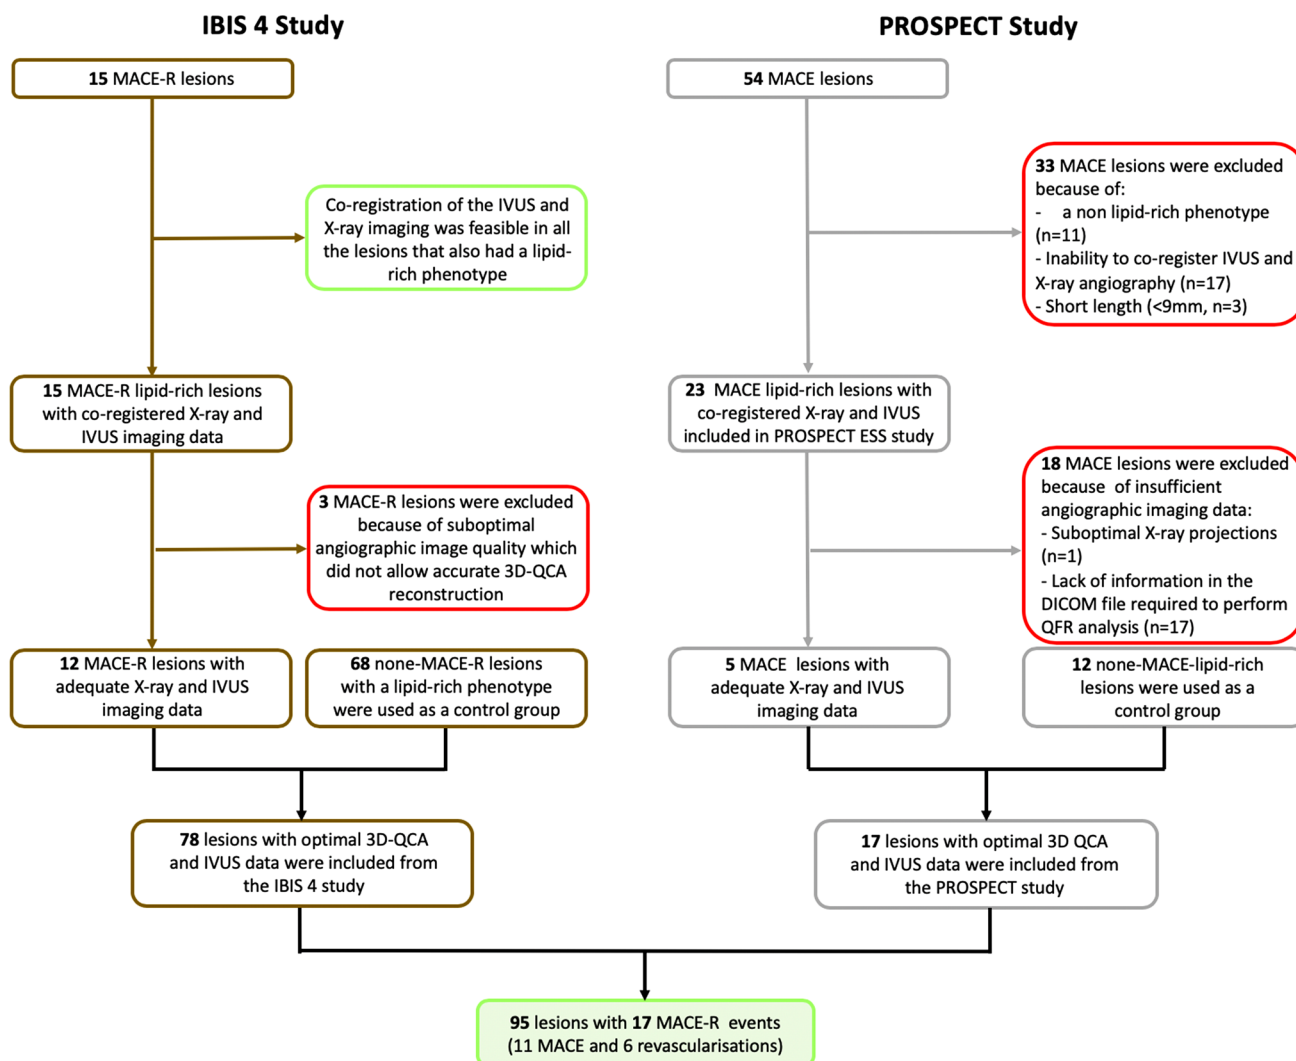 IBIS 4 Study
15 MACE-R lesions
Co-registration of the IVUS and
X-ray imaging was feasible in all
the lesions that also had a lipid-
rich phenotype
15 MACE-R lipid-rich lesions
with co-registered X-ray and
IVUS imaging data
3 MACE-R lesions were excluded
because of suboptimal
angiographic image quality which
did not allow accurate 3D-QCA
reconstruction
12 MACE-R lesions with
adequate X-ray and IVUS
imaging data
68 none-MACE-R lesions
with a lipid-rich phenotype
were used as a control group
78 lesions with optimal 3D-QCA
and IVUS data were included from
the IBIS 4 study
PROSPECT Study
54 MACE lesions
33 MACE lesions were excluded
because of:
- a non lipid-rich phenotype
(n=11)
- Inability to co-register IVUS and
X-ray angiography (n=17)
- Short length (<9mm, n=3)
23 MACE lipid-rich lesions with
co-registered X-ray and IVUS
included in PROSPECT ESS study
18 MACE lesions were excluded
because of insufficient
angiographic imaging data:
- Suboptimal X-ray projections
(n=1)
- Lack of information in the
DICOM file required to perform
QFR analysis (n=17)
5 MACE lesions with
adequate X-ray and IVUS
imaging data
12 none-MACE-lipid-rich
lesions were used as a
control group
17 lesions with optimal 3D QCA
and IVUS data were included from
the PROSPECT study
95 lesions with 17 MACE-R events
(11 MACE and 6 revascularisations)